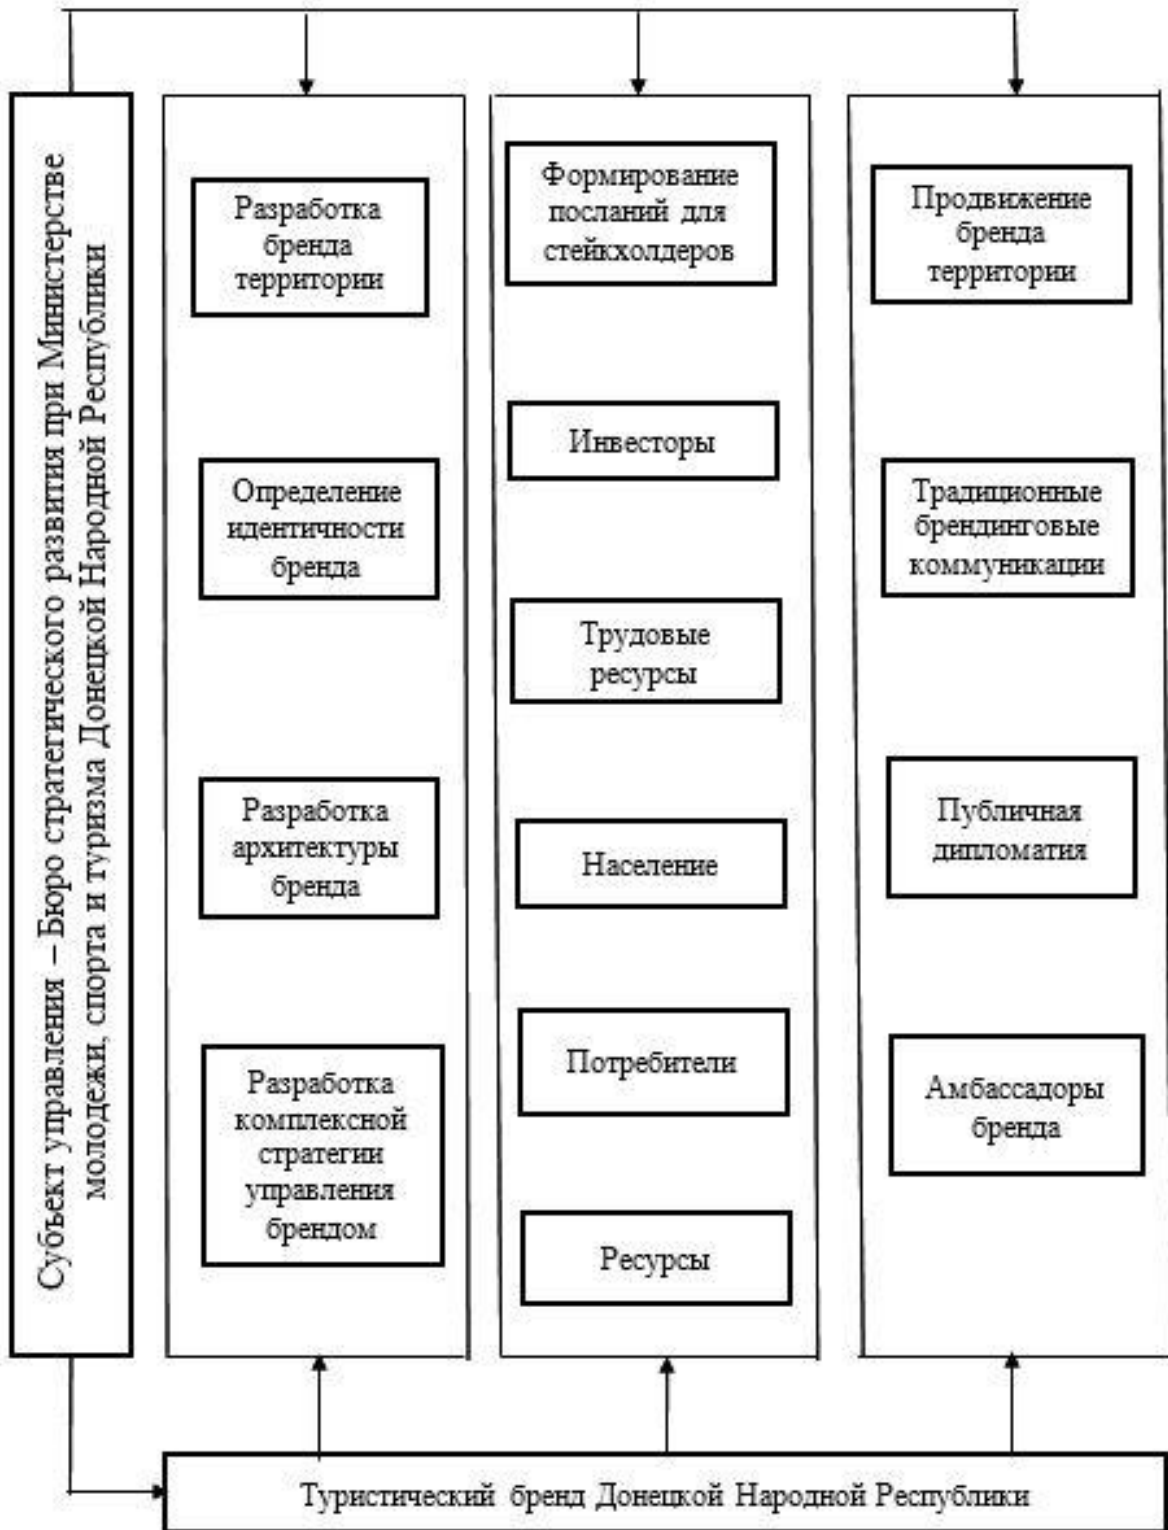 Субъект управления – Бюро стратегического развития при Министерстве
молодежи, спорта и туризма Донецкой Народной Республики
Разработка
бренда
территории
Определение
идентичности
бренда
Разработка
архитектуры
бренда
Разработка
комплексной
стратегии
управления
брендом
Формирование
посланий для
стейкхолдеров
Инвесторы
Трудовые
ресурсы
Население
Потребители
Ресурсы
Продвижение
бренда
территории
Традиционные
брендинговые
коммуникации
Публичная
дипломатия
Амбассадоры
бренда
Туристический бренд Донецкой Народной Республики